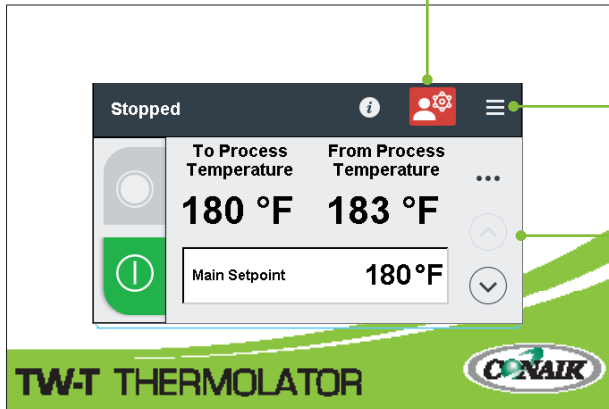 Stopped
i
To Process From Process
Temperature Temperature
180 °F 183 °F
Main Setpoint 180°F
TW-T THERMOLATOR
CONAIR